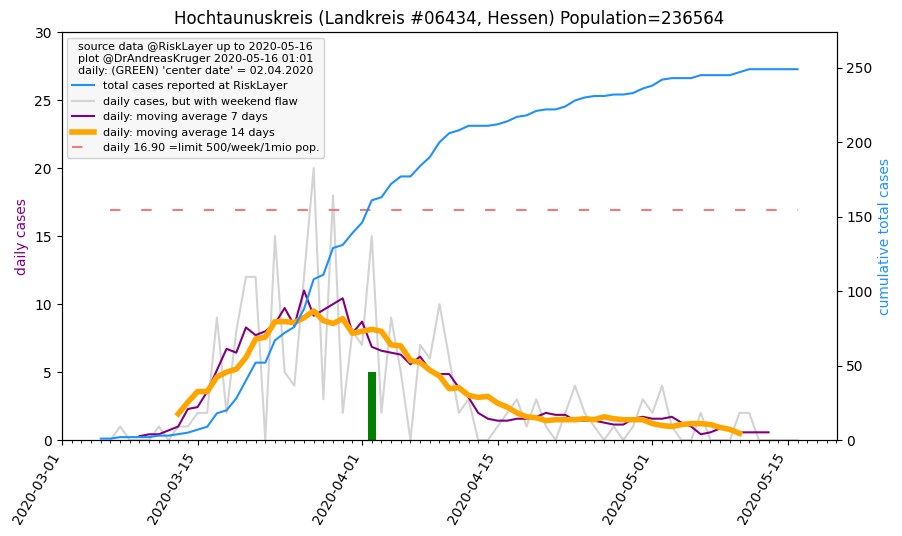 Hochtaunuskreis (Landkreis #06434, Hessen) Population=236564
source data @RiskLayer up to 2020-05-16
plot @DrAndreasKruger 2020-05-16 01:01
daily: (GREEN) 'center date' = 02.04.2020
total cases reported at RiskLayer
daily cases, but with weekend flaw
daily: moving average 7 days
daily: moving average 14 days
daily 16.90 =limit 500/week/1mio pop.
daily cases
30
25
20
15
10
5
0
cumulative total cases
250
200
150
100
50
0
2020-03-01
2020-03-15
2020-04-01
2020-04-15
2020-05-01
2020-05-15